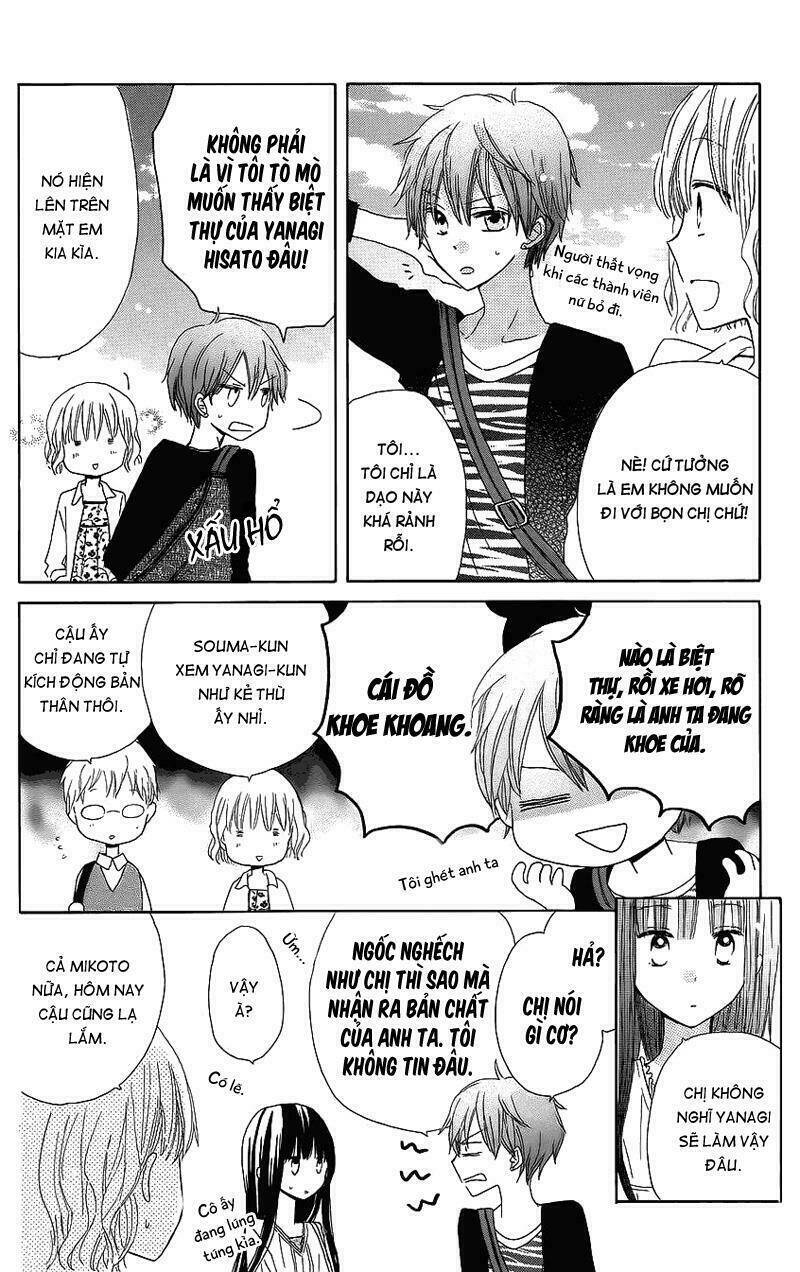 NÈ! CỨ TƯỞNG
LÀ EM KHÔNG MUỐN
ĐI VỚI BỌN CHỊ CHỨ!
Người thất vọng
khi các thành viên
nữ bỏ đi.
TÔI...
TÔI CHỈ LÀ
DẠO NÀY
KHÁ RẢNH
RỖI.
KHÔNG PHẢI
LÀ VÌ TÔI TÒ MÒ
MUỐN THẤY BIỆT
THỰ CỦA YANAGI
HISATO ĐÂU!
NÓ HIỆN
LÊN TRÊN
MẶT EM
KIA KÌA.
XẤU HỔ
NÀO LÀ BIỆT
THỰ, RỒI XE HƠI, RÕ
RÀNG LÀ ANH TA ĐANG
KHOE CỦA.
CÁI ĐỒ
KHOE KHOANG.
Tôi ghét anh ta
SOUMA-KUN
XEM YANAGI-KUN
NHƯ KẺ THÙ
ẤY NHỈ.
CẬU ẤY
CHỈ ĐANG TỰ
KÍCH ĐỘNG BẢN
THÂN THÔI.
CHỊ KHÔNG
NGHĨ YANAGI
SẼ LÀM VẬY
ĐÂU.
HẢ?
CHỊ NÓI
GÌ CƠ?
NGỐC NGHẾCH
NHƯ CHỊ THÌ SAO MÀ
NHẬN RA BẢN CHẤT
CỦA ANH TA. TÔI
KHÔNG TIN ĐÂU.
Ừm...
VẬY
À?
Có lẽ.
Cô ấy
đang lúng
túng kìa.
CẢ MIKOTO
NỮA, HÔM NAY
CẬU CŨNG LẠ
LẮM.